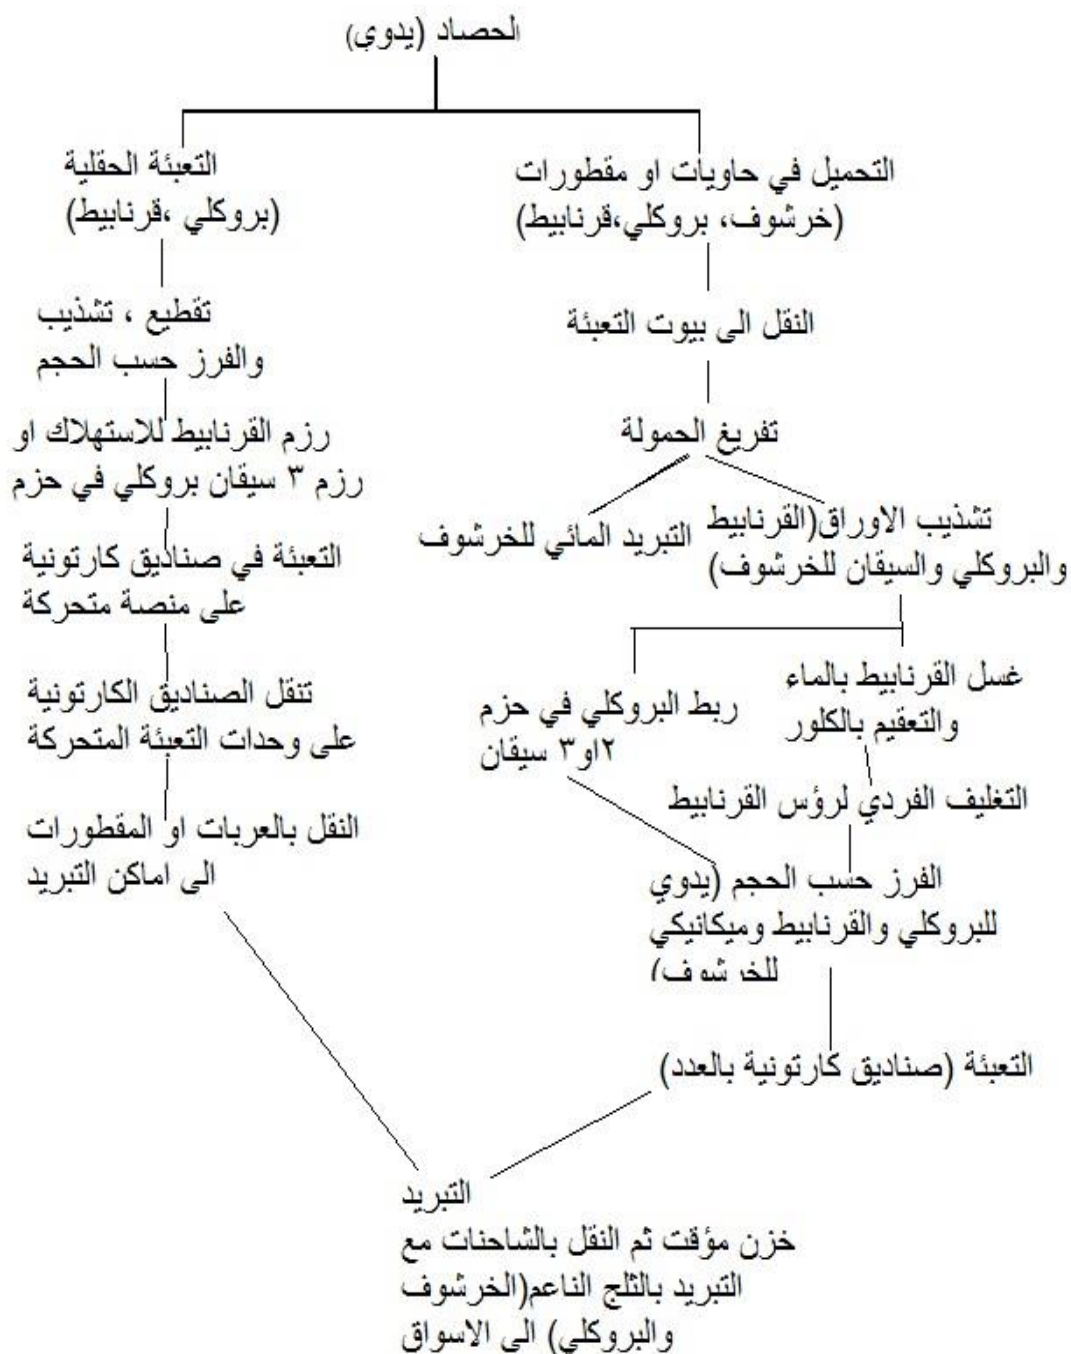 الحصاد (يدوي)
التحميل في حاويات او مقطورات
(خرشوف، بروكلي،قرنابيط)
النقل الى بيوت التعبئة
تفريغ الحمولة
تشذيب الاوراق(القرنابيط
والبروكلي والسيقان للخرشوف)
التبريد المائي للخرشوف
غسل القرنابيط بالماء
والتعقيم بالكلور
ربط البروكلي في حزم
٢او٣ سيقان
التغليف الفردي لرؤس القرنابيط
الفرز حسب الحجم (يدوي
للبروكلي والقرنابيط وميكانيكي
للخرشوف)
التعبئة (صناديق كارتونية بالعدد)
التعبئة الحقلية
(بروكلي ،قرنابيط)
تقطيع ، تشذيب
والفرز حسب الحجم
رزم القرنابيط للاستهلاك او
رزم ٣ سيقان بروكلي في حزم
التعبئة في صناديق كارتونية
على منصة متحركة
تنقل الصناديق الكارتونية
على وحدات التعبئة المتحركة
النقل بالعربات او المقطورات
الى اماكن التبريد
التبريد
خزن مؤقت ثم النقل بالشاحنات مع
التبريد بالثلج الناعم(الخرشوف
والبروكلي) الى الاسواق